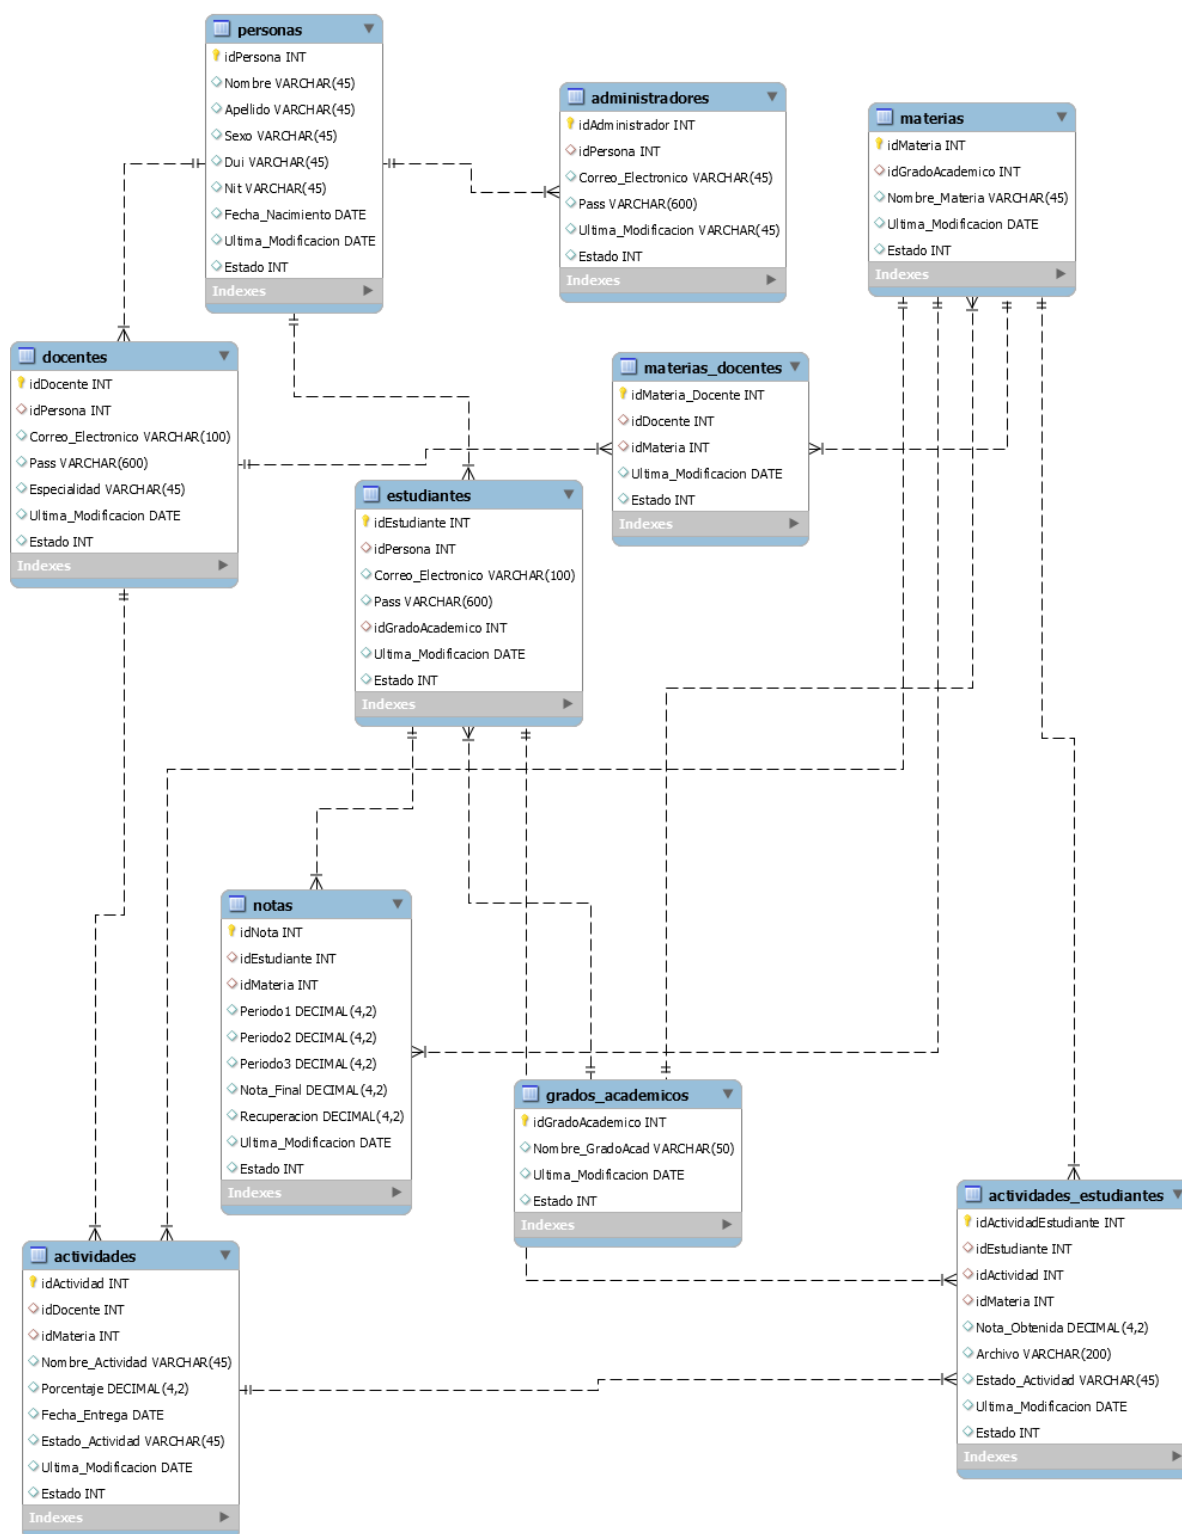 personas
idPersona INT
Nombre VARCHAR(45)
Apellido VARCHAR(45)
Sexo VARCHAR(45)
Dui VARCHAR(45)
Nit VARCHAR(45)
Fecha_Nacimiento DATE
Ultima_Modificacion DATE
Estado INT
Indexes
administradores
idAdministrador INT
idPersona INT
Correo_Electronico VARCHAR(45)
Pass VARCHAR(600)
Ultima_Modificacion VARCHAR(45)
Estado INT
Indexes
materias
idMateria INT
idGradoAcademico INT
Nombre_Materia VARCHAR(45)
Ultima_Modificacion DATE
Estado INT
Indexes
docentes
idDocente INT
idPersona INT
Correo_Electronico VARCHAR(100)
Pass VARCHAR(600)
Especialidad VARCHAR(45)
Ultima_Modificacion DATE
Estado INT
Indexes
materias_docentes
idMateria_Docente INT
idDocente INT
idMateria INT
Ultima_Modificacion DATE
Estado INT
Indexes
estudiantes
idEstudiante INT
idPersona INT
Correo_Electronico VARCHAR(100)
Pass VARCHAR(600)
idGradoAcademico INT
Ultima_Modificacion DATE
Estado INT
Indexes
notas
idNota INT
idEstudiante INT
idMateria INT
Periodo1 DECIMAL(4,2)
Periodo2 DECIMAL(4,2)
Periodo3 DECIMAL(4,2)
Nota_Final DECIMAL(4,2)
Recuperacion DECIMAL(4,2)
Ultima_Modificacion DATE
Estado INT
Indexes
grados_academicos
idGradoAcademico INT
Nombre_GradoAcad VARCHAR(50)
Ultima_Modificacion DATE
Estado INT
Indexes
actividades_estudiantes
idActividadEstudiante INT
idEstudiante INT
idActividad INT
idMateria INT
Nota_Obtenida DECIMAL(4,2)
Archivo VARCHAR(200)
Estado_Actividad VARCHAR(45)
Ultima_Modificacion DATE
Estado INT
Indexes
actividades
idActividad INT
idDocente INT
idMateria INT
Nombre_Actividad VARCHAR(45)
Porcentaje DECIMAL(4,2)
Fecha_Entrega DATE
Estado_Actividad VARCHAR(45)
Ultima_Modificacion DATE
Estado INT
Indexes